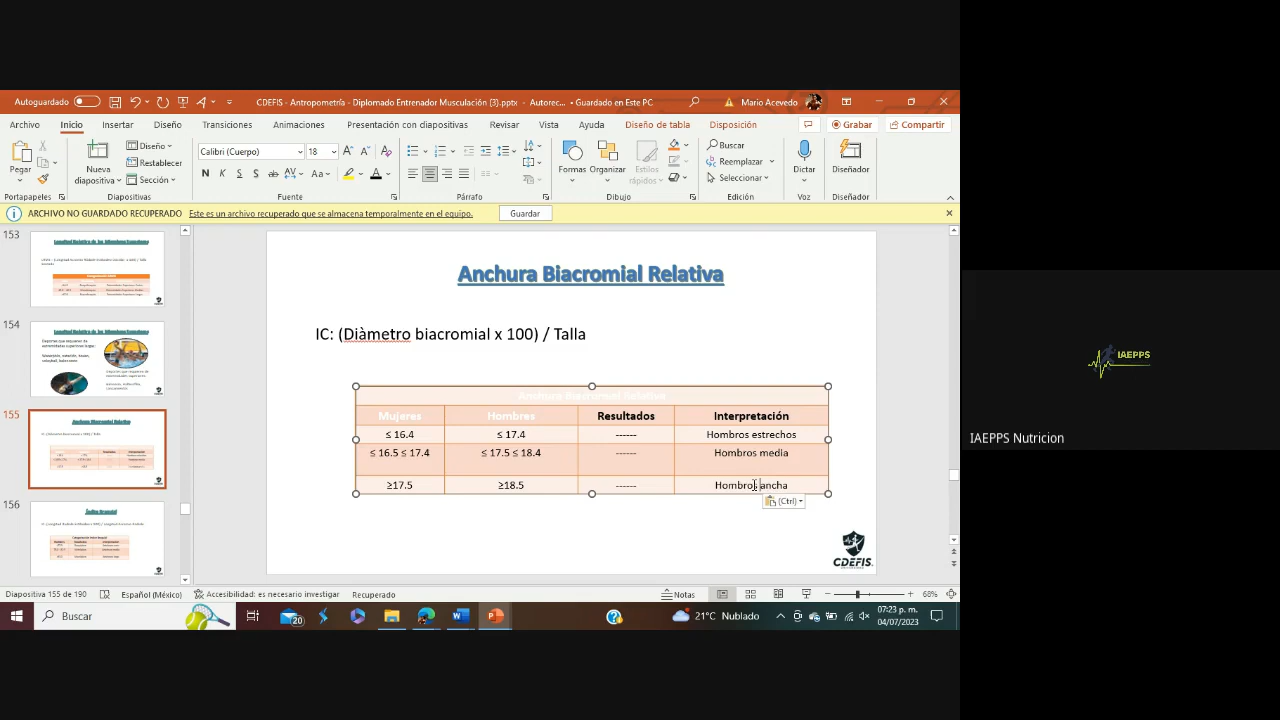 Autoguardado
CDEFIS - Antropometría - Diplomado Entrenador Musculación (3).pptx - Autorec... • Guardado en Este PC
Mario Acevedo
Archivo Inicio Insertar Diseño Transiciones Animaciones Presentación con diapositivas Revisar Vista Ayuda Diseño de tabla Disposición Grabar Compartir
Pegar
Nueva diapositiva
Diseño
Restablecer
Sección
Calibri (Cuerpo) 18
N K S S ab AV Aa A
Formas Organizar Estilos rápidos
Buscar
Reemplazar
Seleccionar
Dictar
Diseñador
Portapapeles Diapositivas Fuente Párrafo Dibujo Edición Voz Diseñador
ARCHIVO NO GUARDADO RECUPERADO Este es un archivo recuperado que se almacena temporalmente en el equipo. Guardar
153
154
155
156
Anchura Biacromial Relativa
IC: (Diàmetro biacromial x 100) / Talla
Anchura Biacromial Relativa
Mujeres Hombres Resultados Interpretación
≤ 16.4 ≤ 17.4 ------ Hombros estrechos
≤ 16.5 ≤ 17.4 ≤ 17.5 ≤ 18.4 ------ Hombros media
≥17.5 ≥18.5 ------ Hombros ancha
(Ctrl)
CDEFIS
IAEPPS
IAEPPS Nutricion
Diapositiva 155 de 190 Español (México) Accesibilidad: es necesario investigar Recuperado Notas 68%
Buscar
20
21°C Nublado
07:23 p. m.
04/07/2023